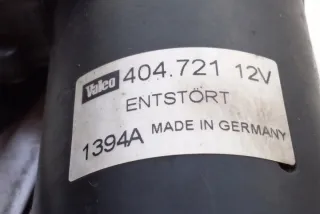 Valeo 404.721 12V
ENTSTÖRT
1394A MADE IN GERMANY